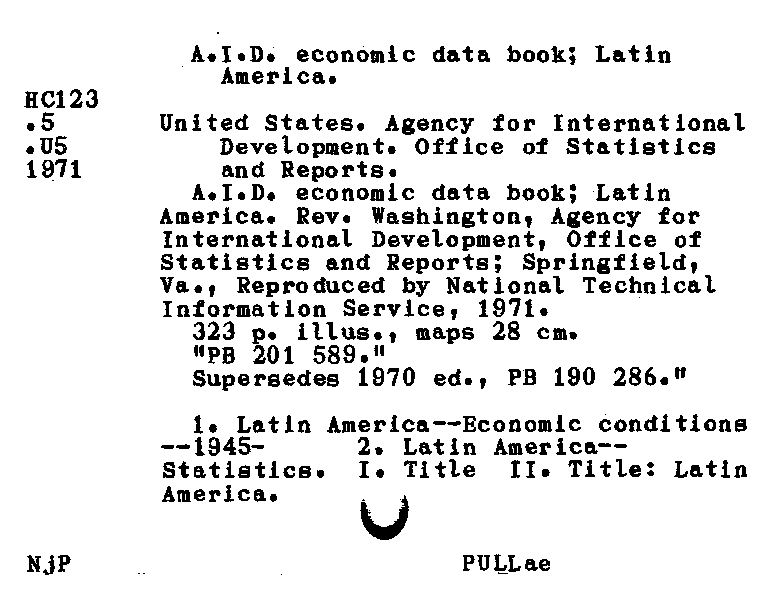 A.I.D. economic data book; Latin
America.
HC123
.5 United States. Agency for International
.U5 Development. Office of Statistics
1971 and Reports.
A.I.D. economic data book; Latin
America. Rev. Washington, Agency for
International Development, Office of
Statistics and Reports; Springfield,
Va., Reproduced by National Technical
Information Service, 1971.
323 p. illus., maps 28 cm.
"PB 201 589."
Supersedes 1970 ed., PB 190 286."
1. Latin America--Economic conditions
--1945- 2. Latin America--
Statistics. I. Title II. Title: Latin
America.
NjP PULLae